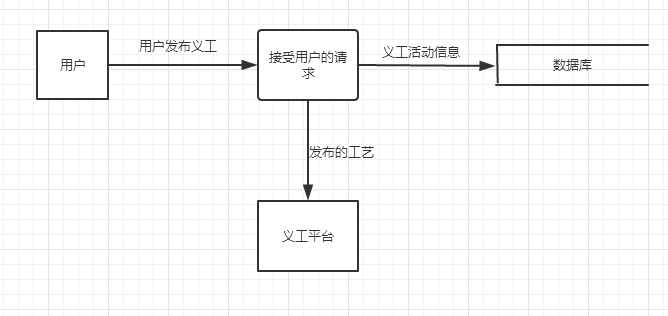 用户发布义工
义工活动信息
用户
接受用户的请
求
数据库
发布的工艺
义工平台